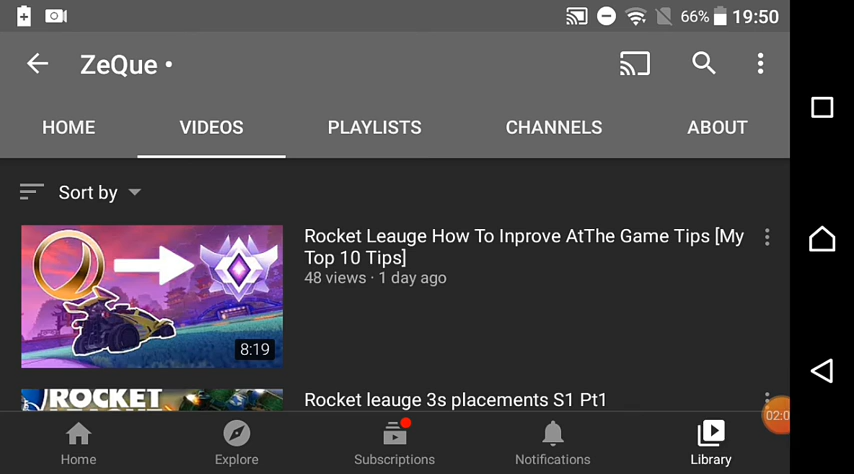 66% 19:50
ZeQue •
HOME VIDEOS PLAYLISTS CHANNELS ABOUT
Sort by
Rocket Leauge How To Inprove AtThe Game Tips [My
Top 10 Tips]
48 views · 1 day ago
8:19
ROCKET
Rocket leauge 3s placements S1 Pt1
02:0
Home Explore Subscriptions Notifications Library